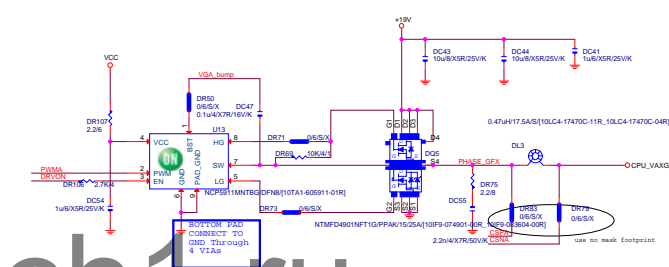 +19V
DC43
10u/8/X5R/25V/K
DC44
10u/8/X5R/25V/K
DC41
1u/6/X5R/25V/K
VCC
VGA_bump
DR50
0/6/S/X
DC47
0.1u/4/X7R/16V/K
DR107
2.2/6
U13
4
VCC
BST
1
HG
8
DR71
0/6/S/X
ON
SW
7
DR69
10K/4/1
PWMA
2
PWM
DRVON
3
EN
LG
5
GND
PAD_GND
6
9
2.7K/4
NCP5911MNTBG/DFN8/[10TA1-605911-01R]
DC54
1u/6/X5R/25V/K
DR73
0/6/S/X
BOTTOM PAD
CONNECT TO
GND Through
4 VIAs
G1
D1
D2
D3
D4
DQ5
S4
G2
S3
S2
S1
NTMFD4901NFT1G/PPAK/15/25A/[10IF9-074901-00R_10IF9-083604-00R]
0.47uH/17.5A/S/[10LC4-17470C-11R_10LC4-17470C-04R]
DL3
PHASE_GFX
CPU_VAXG
DR75
2.2/8
DC55
2.2n/4/X7R/50V/K
DR83
0/6/S/X
0/6/S/X
CSPA
CSNA
use no mask footprint